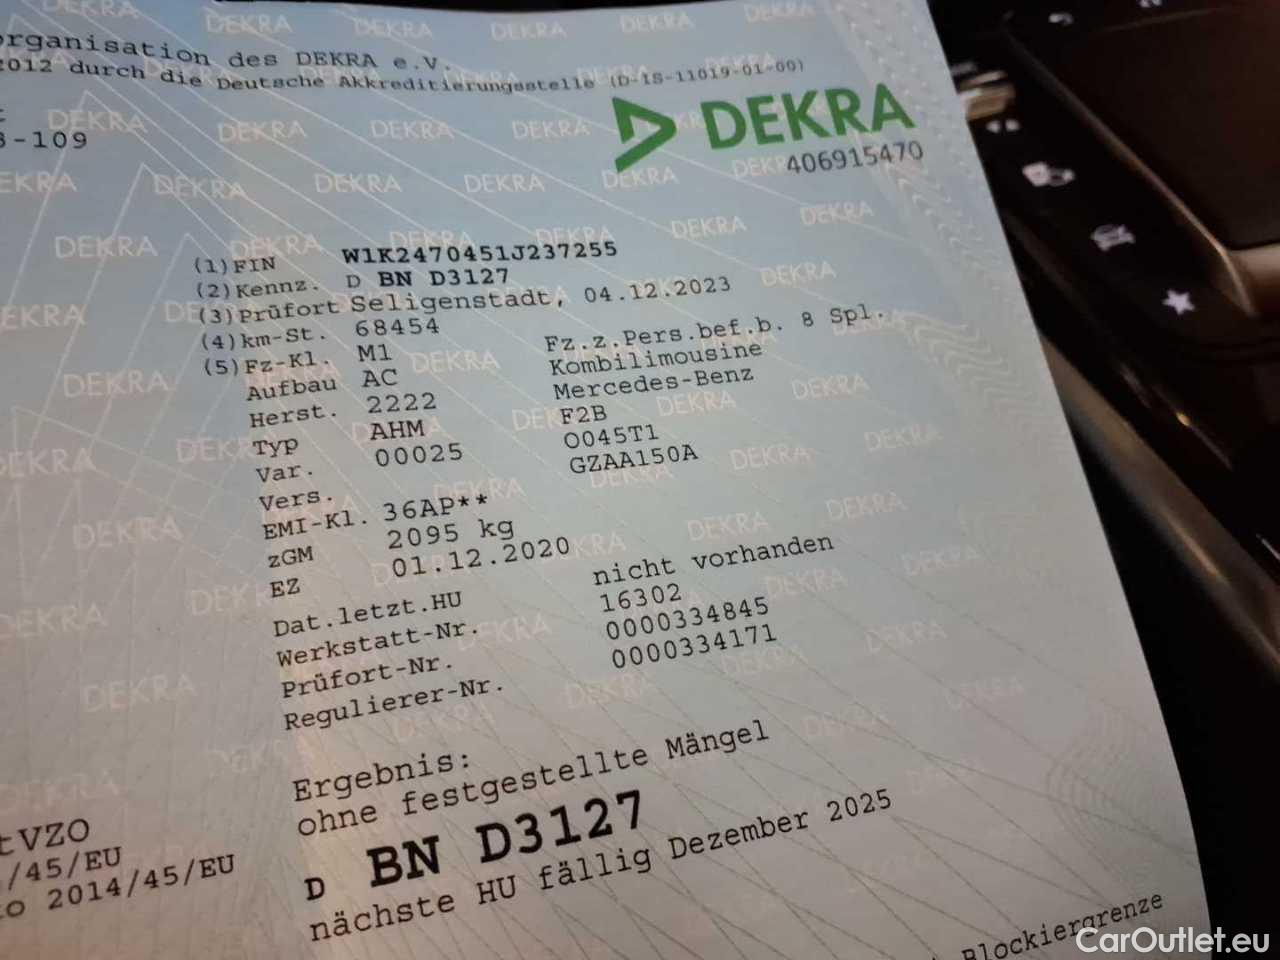 organisation des DEKRA e.V.
2012 durch die Deutsche Akkreditierungsstelle (D-IS-11019-01-00)
DEKRA
-109
406915470
(1) FIN W1K2470451J237255
(2) Kennz. D BN D3127
(3) Prüfort Seligenstadt, 04.12.2023
(4) km-St. 68454
(5) Fz-Kl. M1 Fz.z.Pers.bef.b. 8 Spl.
Aufbau AC Kombilimousine
Herst. 2222 Mercedes-Benz
Typ AHM F2B
Var. 00025 O045T1
Vers. GZAA150A
EMI-Kl. 36AP**
zGM 2095 kg
EZ 01.12.2020
Dat.letzt.HU nicht vorhanden
Werkstatt-Nr. 16302
Prüfort-Nr. 0000334845
Regulierer-Nr. 0000334171
Ergebnis:
ohne festgestellte Mängel
tVZO
/45/EU
D BN D3127
o 2014/45/EU
nächste HU fällig Dezember 2025
Blockiergrenze
CarOutlet.eu